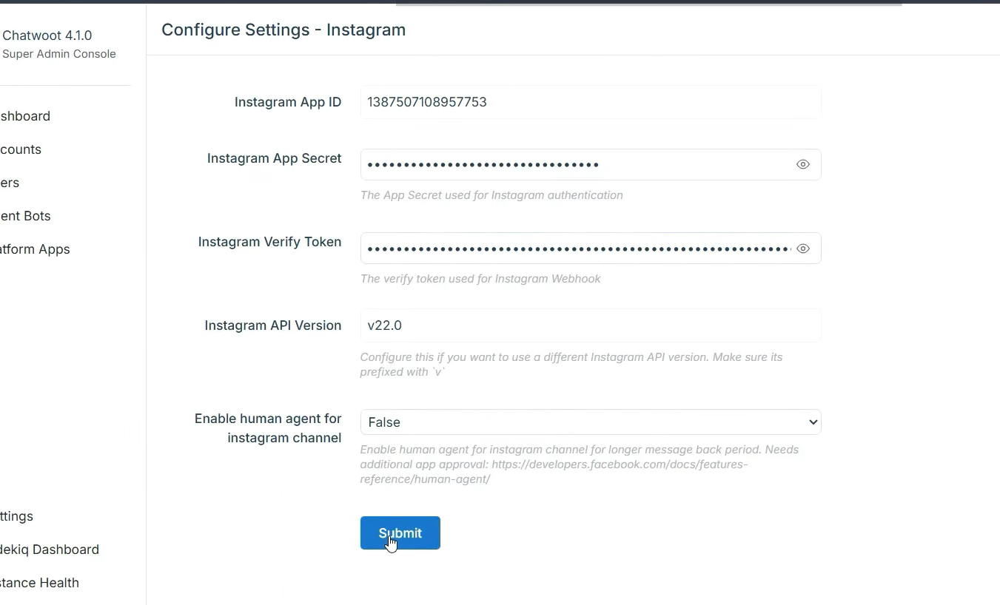 Chatwoot 4.1.0
Super Admin Console
shboard
counts
ers
ent Bots
atform Apps
ttings
dekiq Dashboard
stance Health
Configure Settings - Instagram
Instagram App ID
1387507108957753
Instagram App Secret
••••••••••••••••••••••••••••••••
The App Secret used for Instagram authentication
Instagram Verify Token
••••••••••••••••••••••••••••••••••••••••••••••••••••••••••
The verify token used for Instagram Webhook
Instagram API Version
v22.0
Configure this if you want to use a different Instagram API version. Make sure its
prefixed with `v`
Enable human agent for
instagram channel
False
Enable human agent for instagram channel for longer message back period. Needs
additional app approval: https://developers.facebook.com/docs/features-
reference/human-agent/
Submit